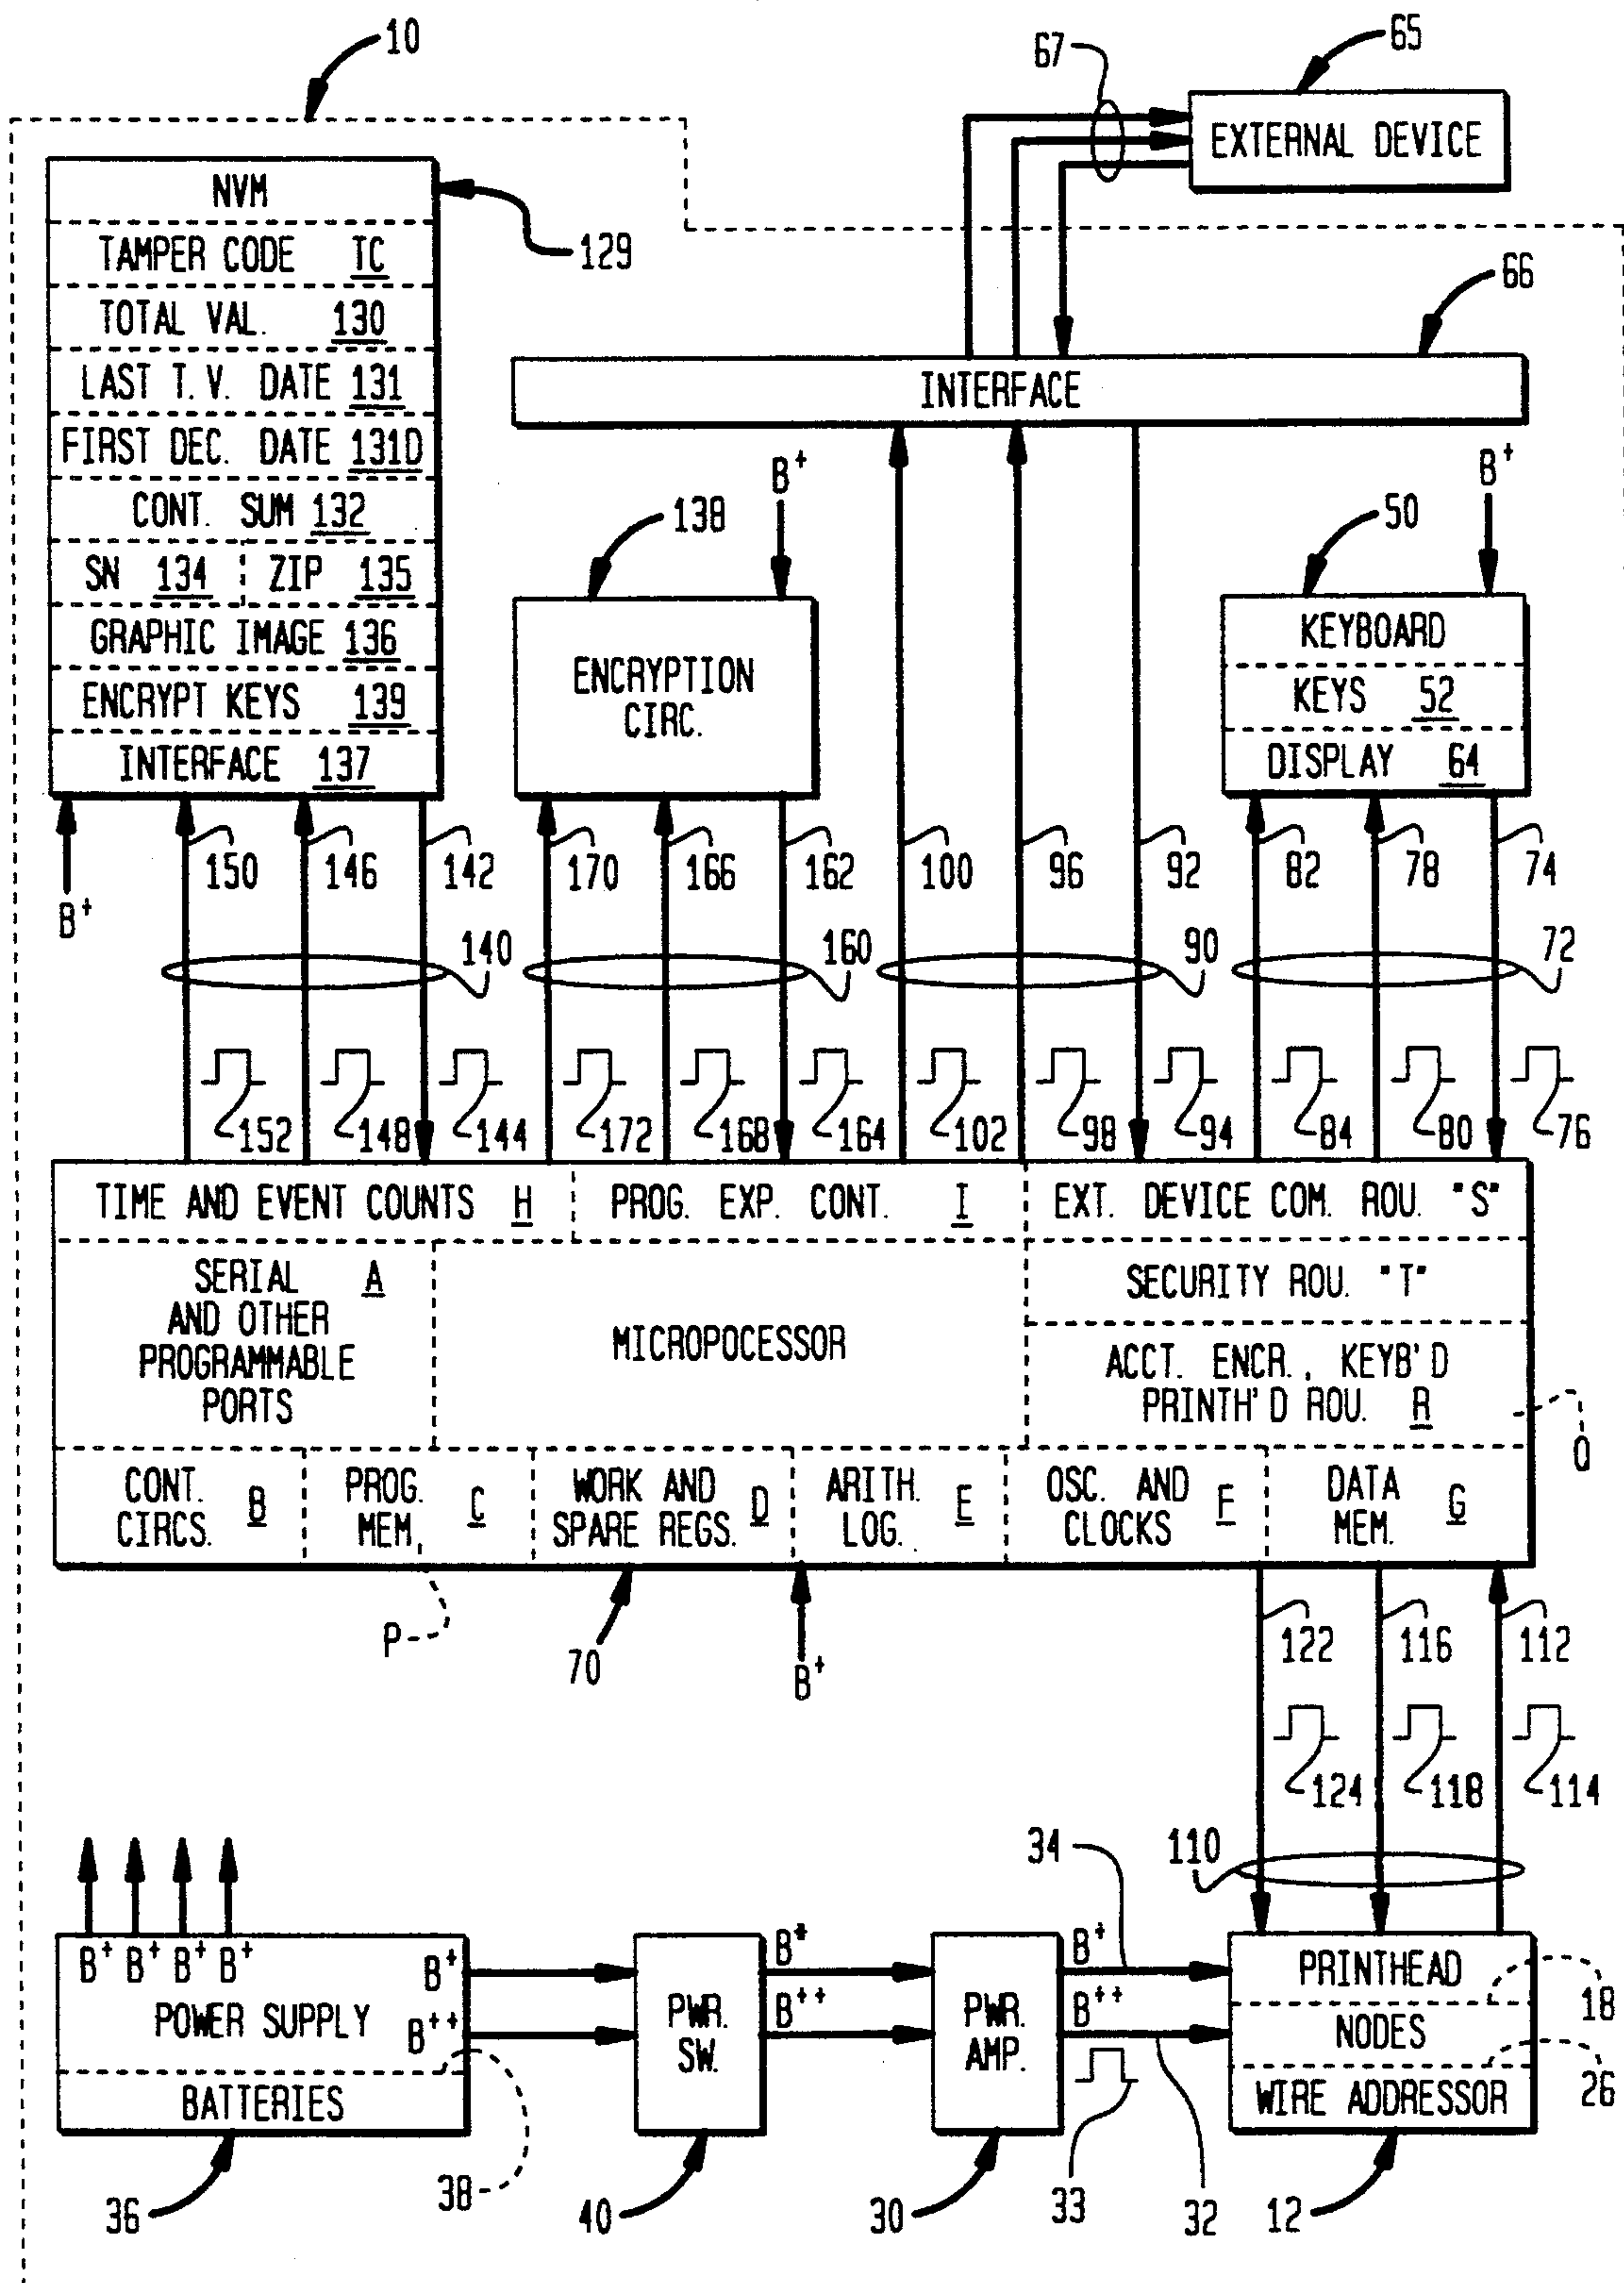 10
67
65
EXTERNAL DEVICE
NVM
TAMPER CODE TC
TOTAL VAL. 130
LAST T. V. DATE 131
FIRST DEC. DATE 131D
CONT. SUM 132
SN 134 ZIP 135
GRAPHIC IMAGE 136
ENCRYPT KEYS 139
INTERFACE 137
129
66
INTERFACE
B+
138
ENCRYPTION
CIRC.
B+
50
KEYBOARD
KEYS 52
DISPLAY 64
B+
150 146 142 170 166 162 100 96 92 82 78 74
140 160 90 72
152 148 144 172 168 164 102 98 94 84 80 76
TIME AND EVENT COUNTS H
PROG. EXP. CONT. I
EXT. DEVICE COM. ROU. "S"
SERIAL A
AND OTHER
PROGRAMMABLE
PORTS
MICROPOCESSOR
SECURITY ROU. "T"
ACCT. ENCR., KEYB'D
PRINTH'D ROU. R
Q
CONT.
CIRCS. B
PROG.
MEM. C
WORK AND
SPARE REGS. D
ARITH.
LOG. E
OSC. AND
CLOCKS F
DATA
MEM. G
P
70
B+
122 116 112
124 118 114
110
34
B+ B+ B+ B+
B+
POWER SUPPLY
B++
BATTERIES
PWR.
SW.
B+
B++
PWR.
AMP.
B+
B++
PRINTHEAD
NODES
WIRE ADDRESSOR
18
26
36
38
40
30
33
32
12